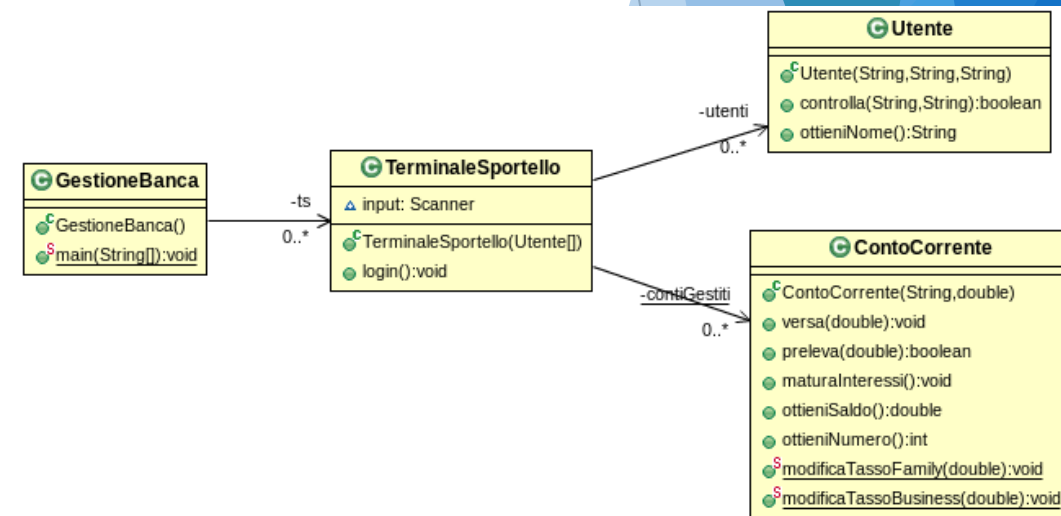 GestioneBanca
GestioneBanca()
main(String[]):void
-ts
0..*
TerminaleSportello
input: Scanner
TerminaleSportello(Utente[])
login():void
-utenti
0..*
Utente
Utente(String,String,String)
controlla(String,String):boolean
ottieniNome():String
-contiGestiti
0..*
ContoCorrente
ContoCorrente(String,double)
versa(double):void
preleva(double):boolean
maturaInteressi():void
ottieniSaldo():double
ottieniNumero():int
modificaTassoFamily(double):void
modificaTassoBusiness(double):void